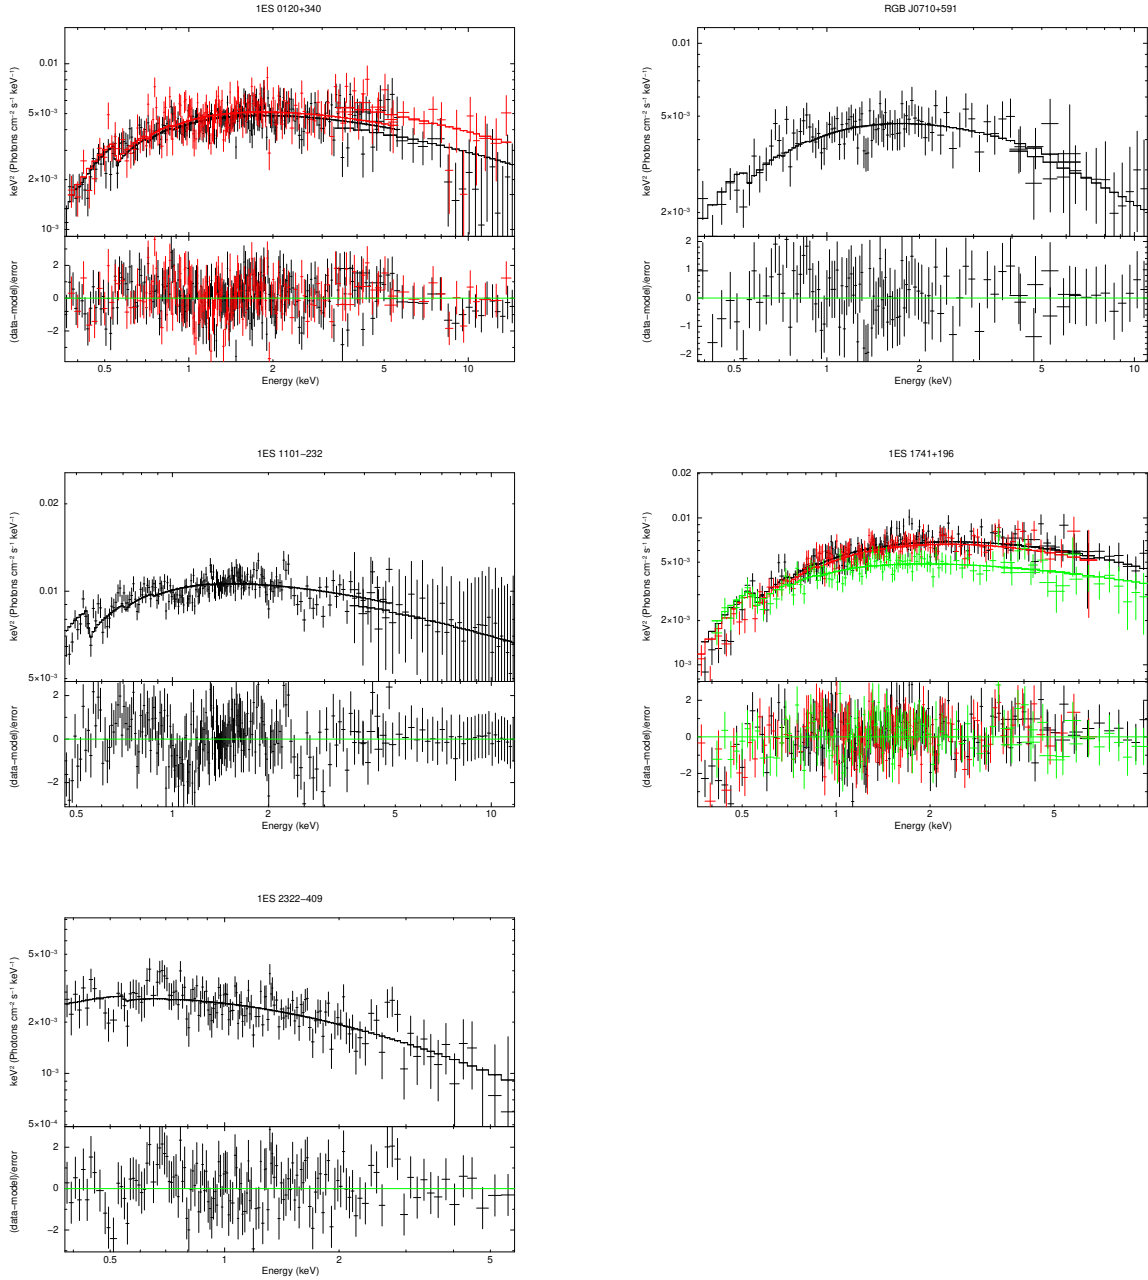 1ES 0120+340
0.01
5×10⁻³
2×10⁻³
10⁻³
keV² (Photons cm⁻² s⁻¹ keV⁻¹)
2
0
−2
(data−model)/error
0.5 1 2 5 10
Energy (keV)
RGB J0710+591
0.01
5×10⁻³
2×10⁻³
keV² (Photons cm⁻² s⁻¹ keV⁻¹)
2
1
0
−1
−2
(data−model)/error
0.5 1 2 5 10
Energy (keV)
1ES 1101−232
0.02
0.01
5×10⁻³
keV² (Photons cm⁻² s⁻¹ keV⁻¹)
2
0
−2
(data−model)/error
0.5 1 2 5 10
Energy (keV)
1ES 1741+196
0.02
0.01
5×10⁻³
2×10⁻³
10⁻³
keV² (Photons cm⁻² s⁻¹ keV⁻¹)
2
0
−2
(data−model)/error
0.5 1 2 5
Energy (keV)
1ES 2322−409
5×10⁻³
2×10⁻³
10⁻³
5×10⁻⁴
keV² (Photons cm⁻² s⁻¹ keV⁻¹)
2
0
−2
(data−model)/error
0.5 1 2 5
Energy (keV)